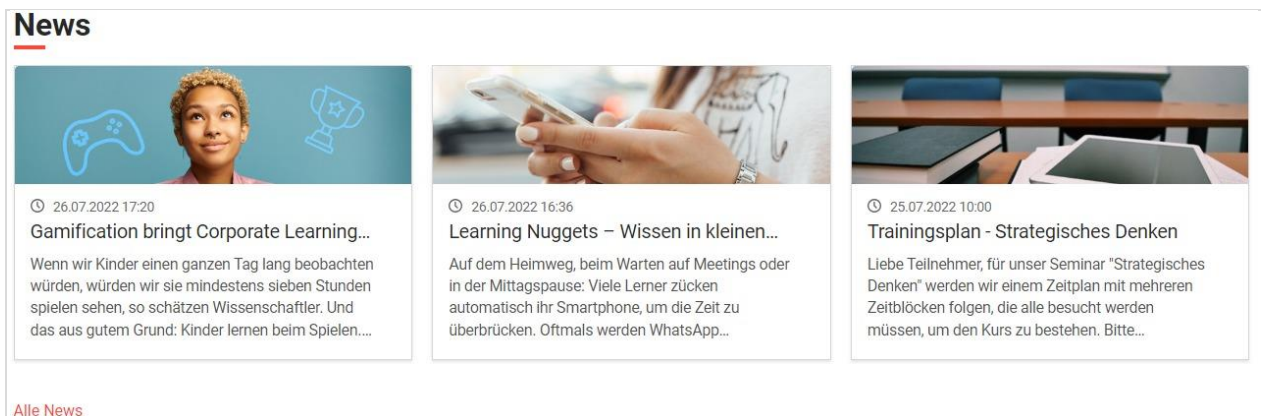 News
26.07.2022 17:20
Gamification bringt Corporate Learning...
Wenn wir Kinder einen ganzen Tag lang beobachten
würden, würden wir sie mindestens sieben Stunden
spielen sehen, so schätzen Wissenschaftler. Und
das aus gutem Grund: Kinder lernen beim Spielen....
26.07.2022 16:36
Learning Nuggets – Wissen in kleinen...
Auf dem Heimweg, beim Warten auf Meetings oder
in der Mittagspause: Viele Lerner zücken
automatisch ihr Smartphone, um die Zeit zu
überbrücken. Oftmals werden WhatsApp...
25.07.2022 10:00
Trainingsplan - Strategisches Denken
Liebe Teilnehmer, für unser Seminar "Strategisches
Denken" werden wir einem Zeitplan mit mehreren
Zeitblöcken folgen, die alle besucht werden
müssen, um den Kurs zu bestehen. Bitte...
Alle News